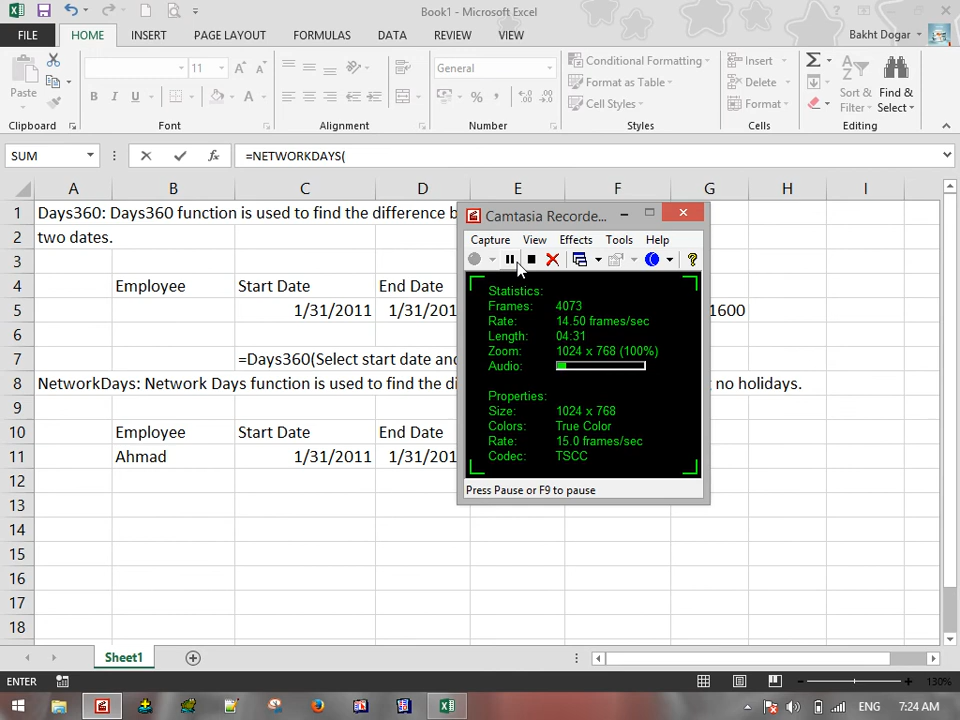 Book1 - Microsoft Excel
FILE HOME INSERT PAGE LAYOUT FORMULAS DATA REVIEW VIEW Bakht Dogar
Paste
11
General
Conditional Formatting
Format as Table
Cell Styles
Insert
Delete
Format
Sort & Filter
Find & Select
Clipboard Font Alignment Number Styles Cells Editing
SUM =NETWORKDAYS(
A B C D E F G H I
1 Days360: Days360 function is used to find the difference b
2 two dates.
3
4 Employee Start Date End Date
5 1/31/2011 1/31/201 1600
6
7 =Days360(Select start date and
8 NetworkDays: Network Days function is used to find the di no holidays.
9
10 Employee Start Date End Date
11 Ahmad 1/31/2011 1/31/201
12
13
14
15
16
17
18
Camtasia Recorde...
Capture View Effects Tools Help
Statistics:
Frames: 4073
Rate: 14.50 frames/sec
Length: 04:31
Zoom: 1024 x 768 (100%)
Audio:
Properties:
Size: 1024 x 768
Colors: True Color
Rate: 15.0 frames/sec
Codec: TSCC
Press Pause or F9 to pause
Sheet1
ENTER 130%
ENG 7:24 AM